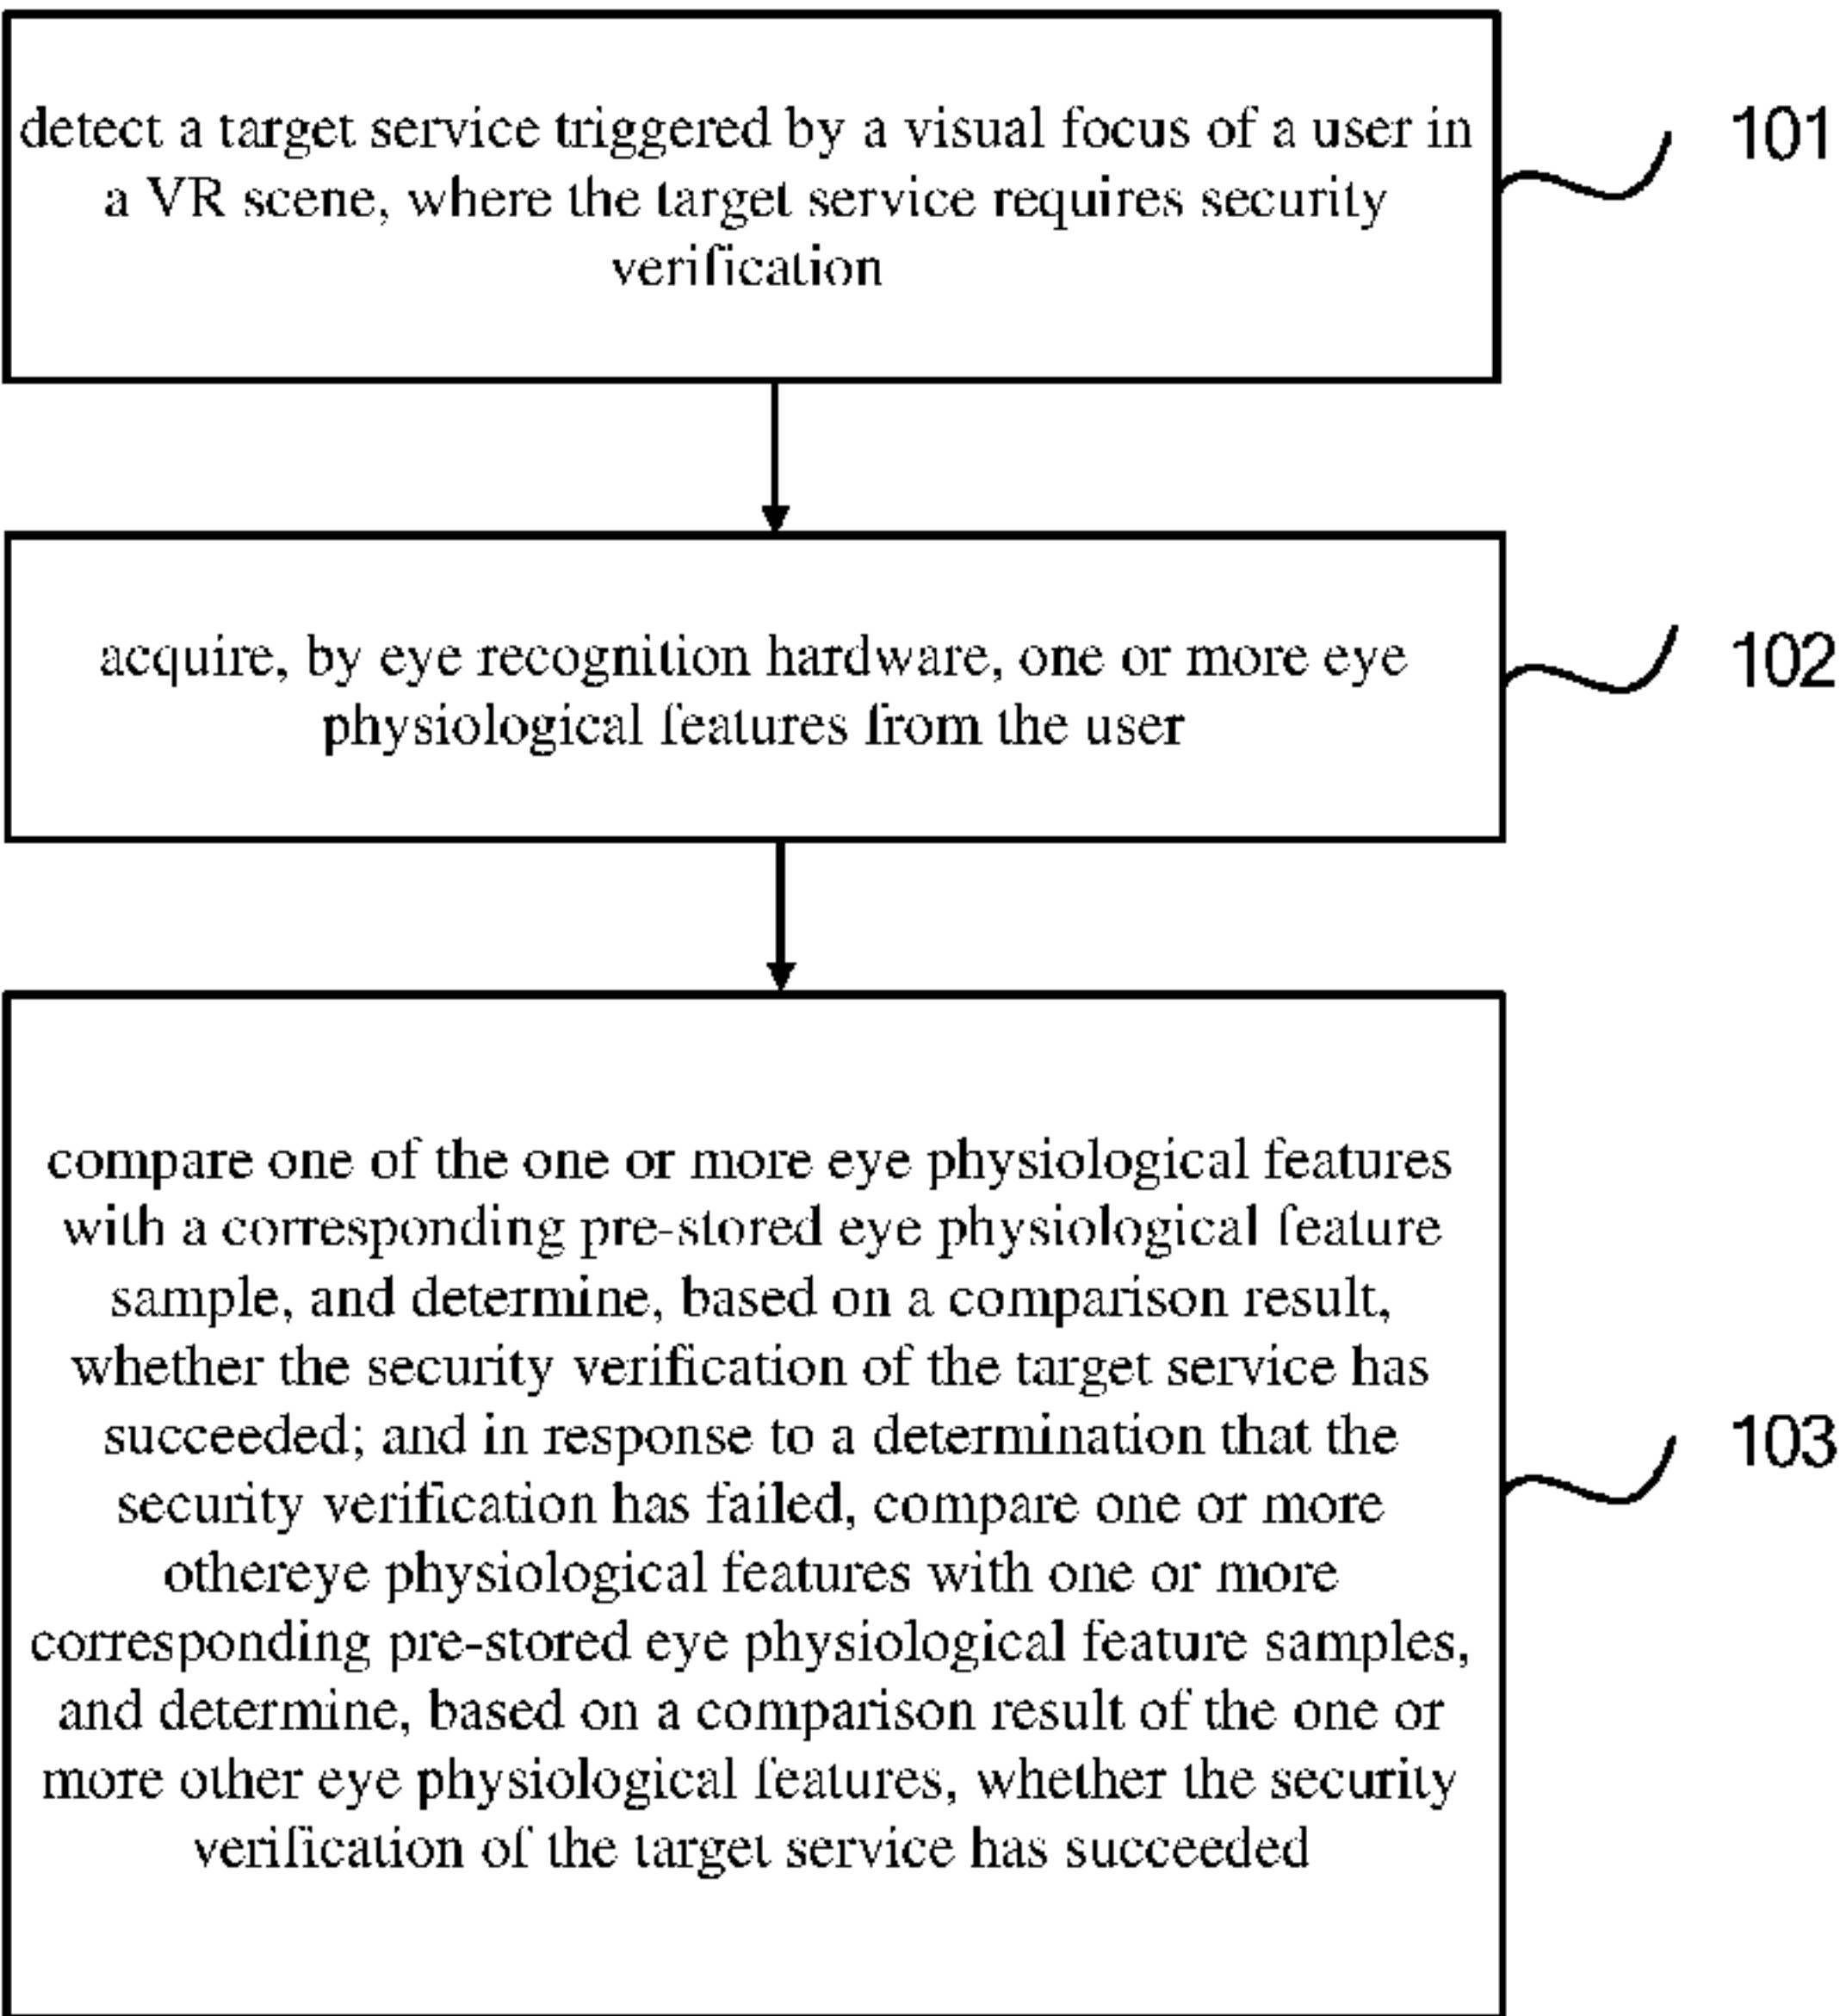 detect a target service triggered by a visual focus of a user in
a VR scene, where the target service requires security
verification
101
acquire, by eye recognition hardware, one or more eye
physiological features from the user
102
compare one of the one or more eye physiological features
with a corresponding pre-stored eye physiological feature
sample, and determine, based on a comparison result,
whether the security verification of the target service has
succeeded; and in response to a determination that the
security verification has failed, compare one or more
othereye physiological features with one or more
corresponding pre-stored eye physiological feature samples,
and determine, based on a comparison result of the one or
more other eye physiological features, whether the security
verification of the target service has succeeded
103